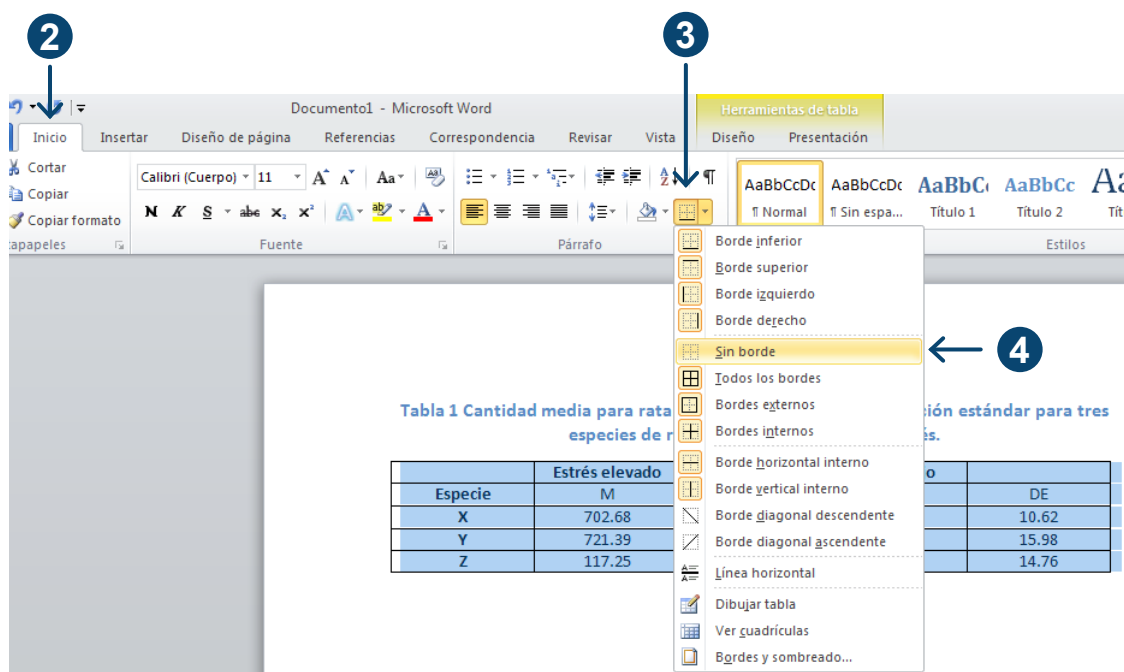 2
3
Documento1 - Microsoft Word
Herramientas de tabla
Inicio Insertar Diseño de página Referencias Correspondencia Revisar Vista Diseño Presentación
Cortar
Copiar
Copiar formato
Calibri (Cuerpo) 11
N K S abc x₂ x²
AaBbCcDc AaBbCcDc AaBbC AaBbCc
¶ Normal ¶ Sin espa... Título 1 Título 2
Fuente Párrafo Estilos
Borde inferior
Borde superior
Borde izquierdo
Borde derecho
Sin borde
4
Todos los bordes
Bordes externos
Bordes internos
Borde horizontal interno
Borde vertical interno
Borde diagonal descendente
Borde diagonal ascendente
Línea horizontal
Dibujar tabla
Ver cuadrículas
Bordes y sombreado...
Tabla 1 Cantidad media para estándar para tres
especies de
Estrés elevado
Especie M DE
X 702.68 10.62
Y 721.39 15.98
Z 117.25 14.76